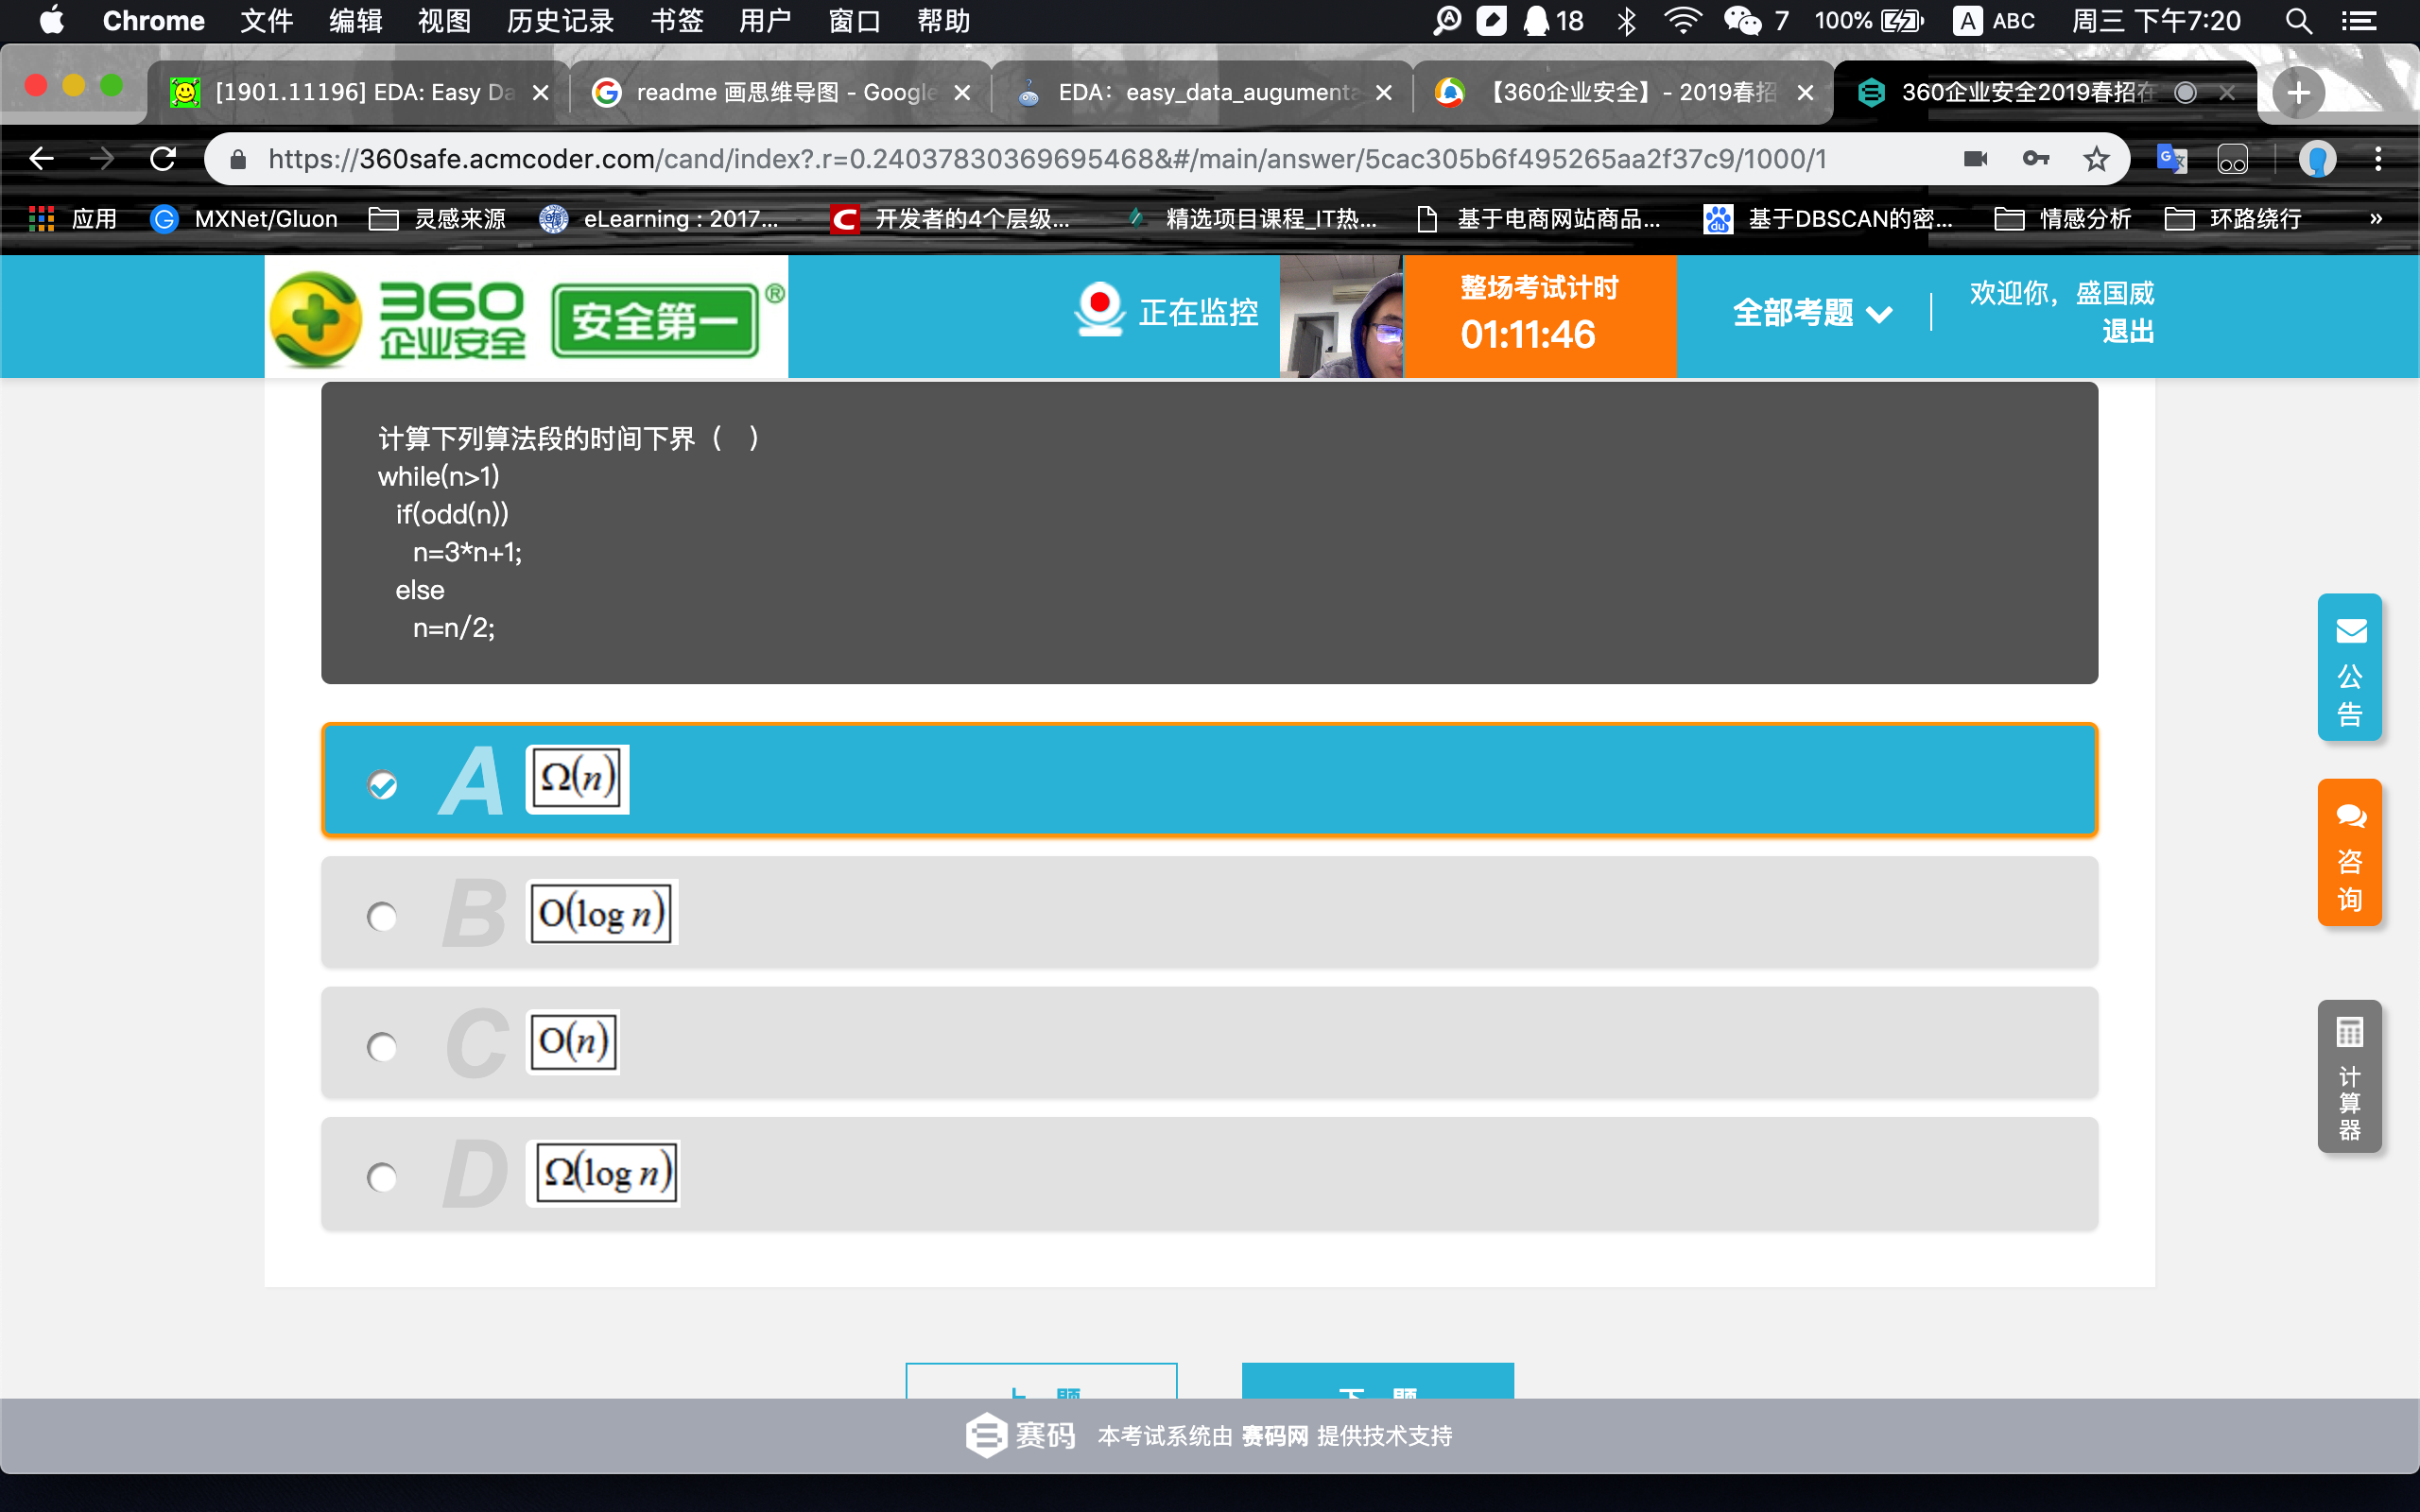 Chrome 文件 编辑 视图 历史记录 书签 用户 窗口 帮助 18 7 100% A ABC 周三 下午7:20
[1901.11196] EDA: Easy Da
readme 画思维导图 - Google
EDA：easy_data_augumenta
【360企业安全】- 2019春招
360企业安全2019春招在
https://360safe.acmcoder.com/cand/index?.r=0.24037830369695468&#/main/answer/5cac305b6f495265aa2f37c9/1000/1
应用 MXNet/Gluon 灵感来源 eLearning : 2017... 开发者的4个层级... 精选项目课程_IT热... 基于电商网站商品... 基于DBSCAN的密... 情感分析 环路绕行 »
360
企业安全
安全第一
®
正在监控
整场考试计时
01:11:46
全部考题
欢迎你，盛国威
退出
计算下列算法段的时间下界（ ）
while(n>1)
if(odd(n))
n=3*n+1;
else
n=n/2;
A Ω(n)
B O(log n)
C O(n)
D Ω(log n)
公告
咨询
计算器
赛码 本考试系统由 赛码网 提供技术支持